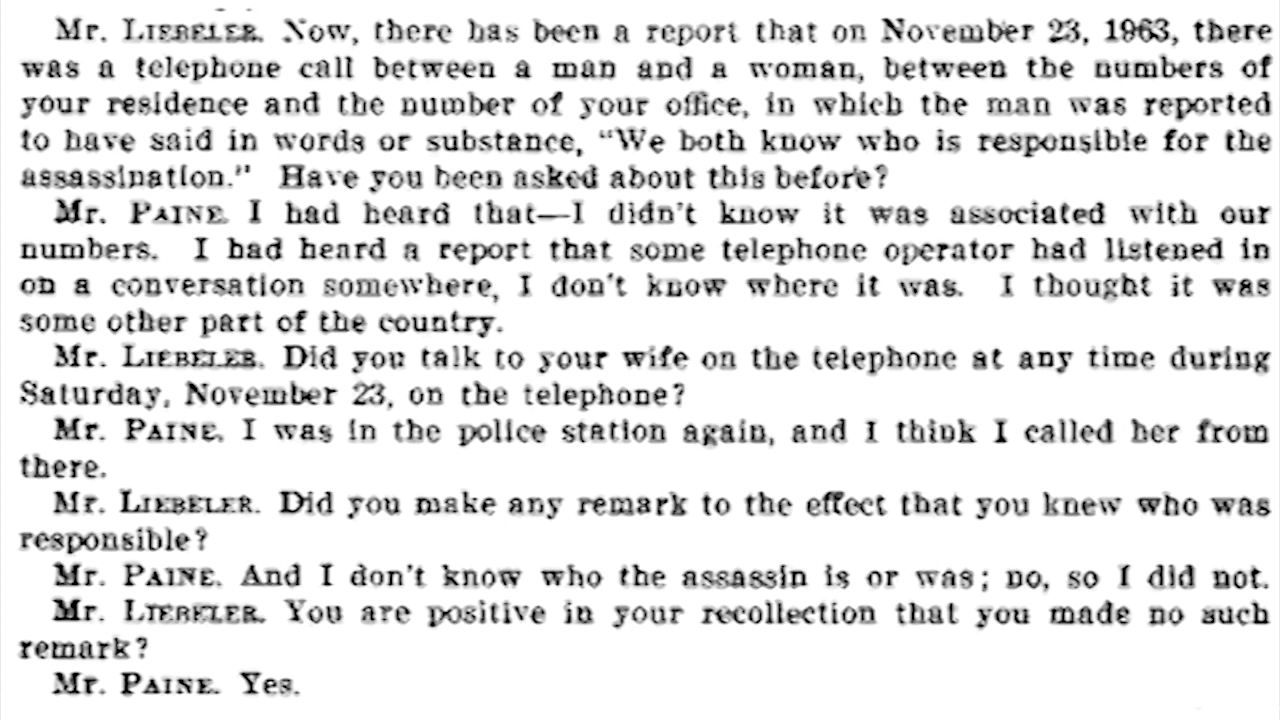 Mr. LIEBELER. Now, there has been a report that on November 23, 1963, there
was a telephone call between a man and a woman, between the numbers of
your residence and the number of your office, in which the man was reported
to have said in words or substance, "We both know who is responsible for the
assassination." Have you been asked about this before?
Mr. PAINE. I had heard that—I didn't know it was associated with our
numbers. I had heard a report that some telephone operator had listened in
on a conversation somewhere, I don't know where it was. I thought it was
some other part of the country.
Mr. LIEBELER. Did you talk to your wife on the telephone at any time during
Saturday, November 23, on the telephone?
Mr. PAINE. I was in the police station again, and I think I called her from
there.
Mr. LIEBELER. Did you make any remark to the effect that you knew who was
responsible?
Mr. PAINE. And I don't know who the assassin is or was; no, so I did not.
Mr. LIEBELER. You are positive in your recollection that you made no such
remark?
Mr. PAINE. Yes.